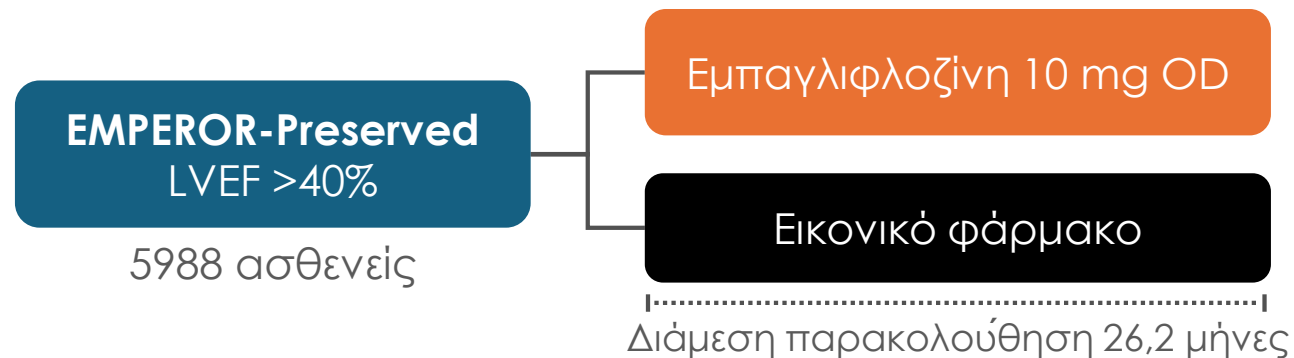 Εμπαγλιφλοζίνη 10 mg OD
EMPEROR-Preserved
LVEF >40%
Εικονικό φάρμακο
5988 ασθενείς
Διάμεση παρακολούθηση 26,2 μήνες